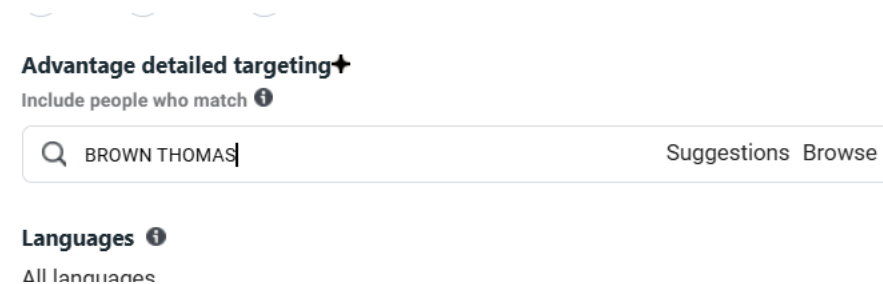 Advantage detailed targeting
Include people who match
BROWN THOMAS Suggestions Browse
Languages
All languages